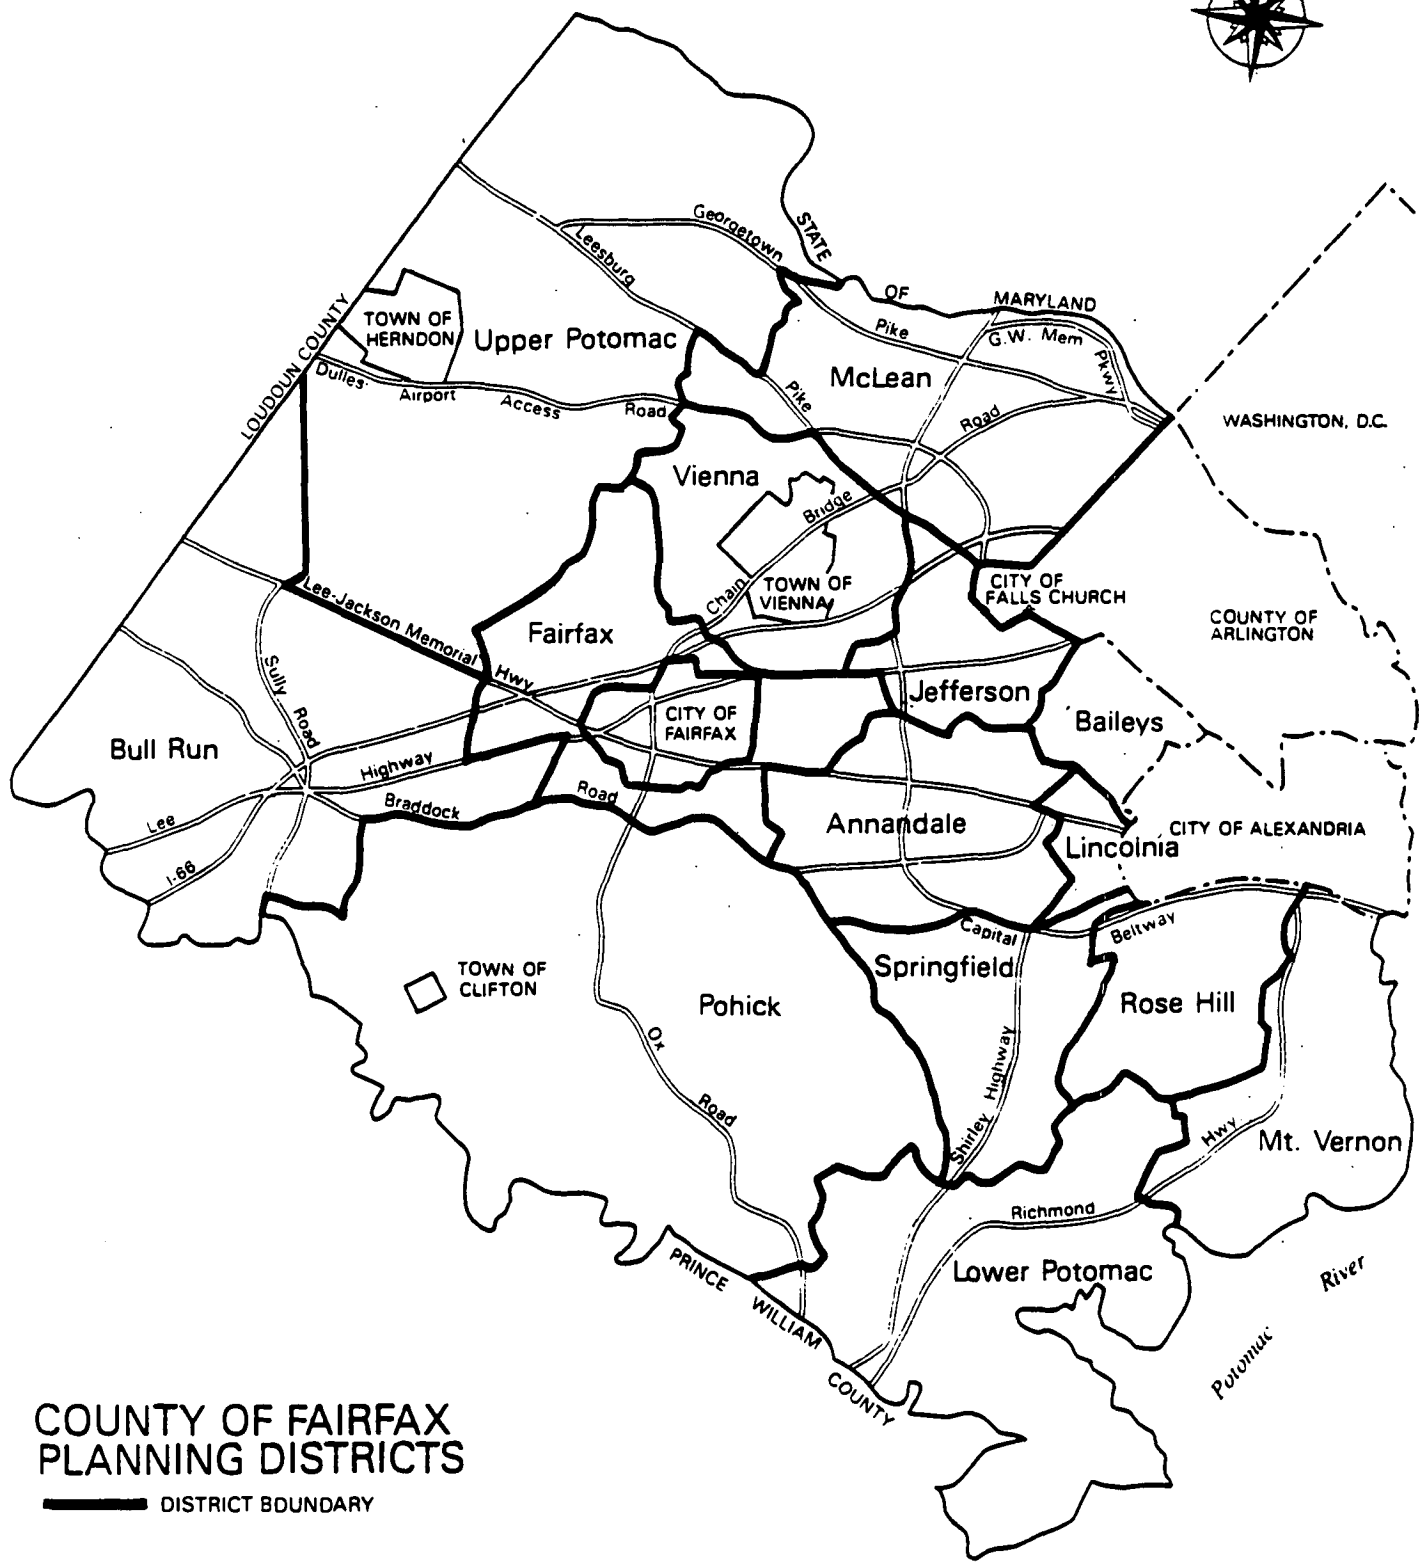 STATE
OF
MARYLAND
Georgetown
Pike
G.W. Mem
Pkwy
Leesburg
Pike
LOUDOUN COUNTY
TOWN OF
HERNDON
Upper Potomac
McLean
Dulles
Airport
Access
Road
Road
WASHINGTON, D.C.
Vienna
Bridge
Chain
TOWN OF
VIENNA
CITY OF
FALLS CHURCH
COUNTY OF
ARLINGTON
Lee-Jackson Memorial
Hwy
Fairfax
Sully
Road
Jefferson
CITY OF
FAIRFAX
Baileys
Bull Run
Highway
Lee
Braddock
Road
I-66
Annandale
Lincolnia
CITY OF ALEXANDRIA
Capital
Beltway
TOWN OF
CLIFTON
Springfield
Pohick
Rose Hill
Ox
Road
Shirley Highway
Hwy
Mt. Vernon
Richmond
PRINCE
WILLIAM
COUNTY
Lower Potomac
River
Potomac
COUNTY OF FAIRFAX
PLANNING DISTRICTS
DISTRICT BOUNDARY